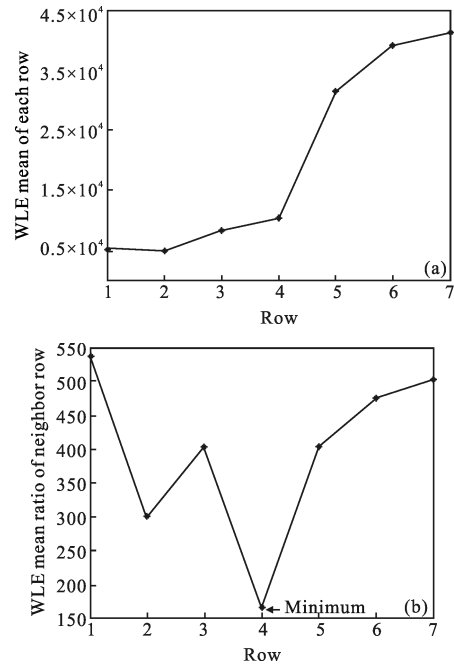 4.5×10⁴
3.5×10⁴
2.5×10⁴
1.5×10⁴
0.5×10⁴
WLE mean of each row
1 2 3 4 5 6 7
(a)
Row
550
500
450
400
350
300
250
200
150
WLE mean ratio of neighbor row
Minimum
(b)
1 2 3 4 5 6 7
Row